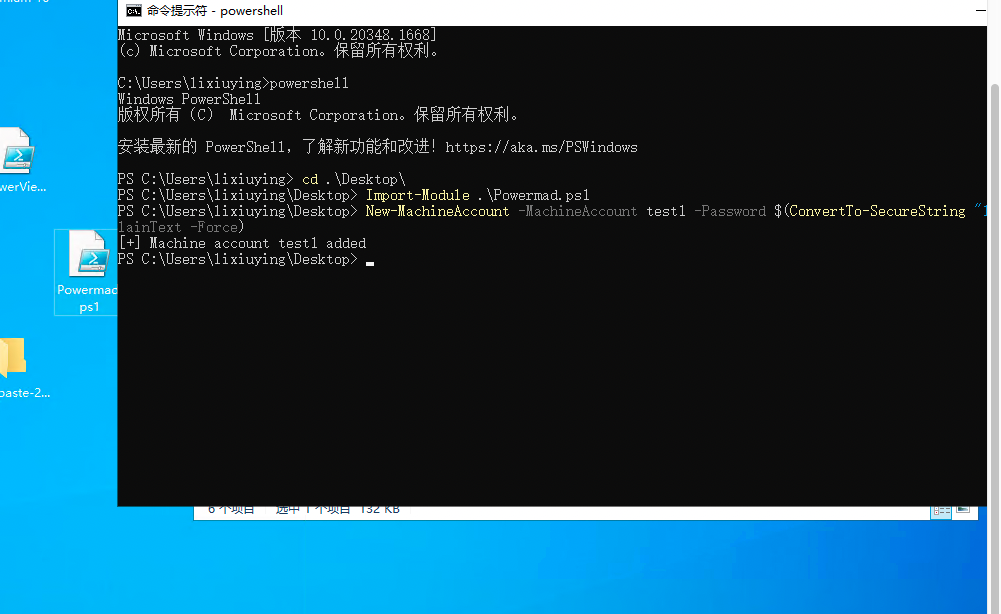 命令提示符 - powershell
Microsoft Windows [版本 10.0.20348.1668]
(c) Microsoft Corporation。保留所有权利。
C:\Users\lixiuying>powershell
Windows PowerShell
版权所有 (C) Microsoft Corporation。保留所有权利。
安装最新的 PowerShell，了解新功能和改进！https://aka.ms/PSWindows
PS C:\Users\lixiuying> cd .\Desktop\
PS C:\Users\lixiuying\Desktop> Import-Module .\Powermad.ps1
PS C:\Users\lixiuying\Desktop> New-MachineAccount -MachineAccount test1 -Password $(ConvertTo-SecureString "1
lainText -Force)
[+] Machine account test1 added
PS C:\Users\lixiuying\Desktop>
werVie...
Powermad
ps1
paste-2...
6 个项目 选中 1 个项目 132 KB